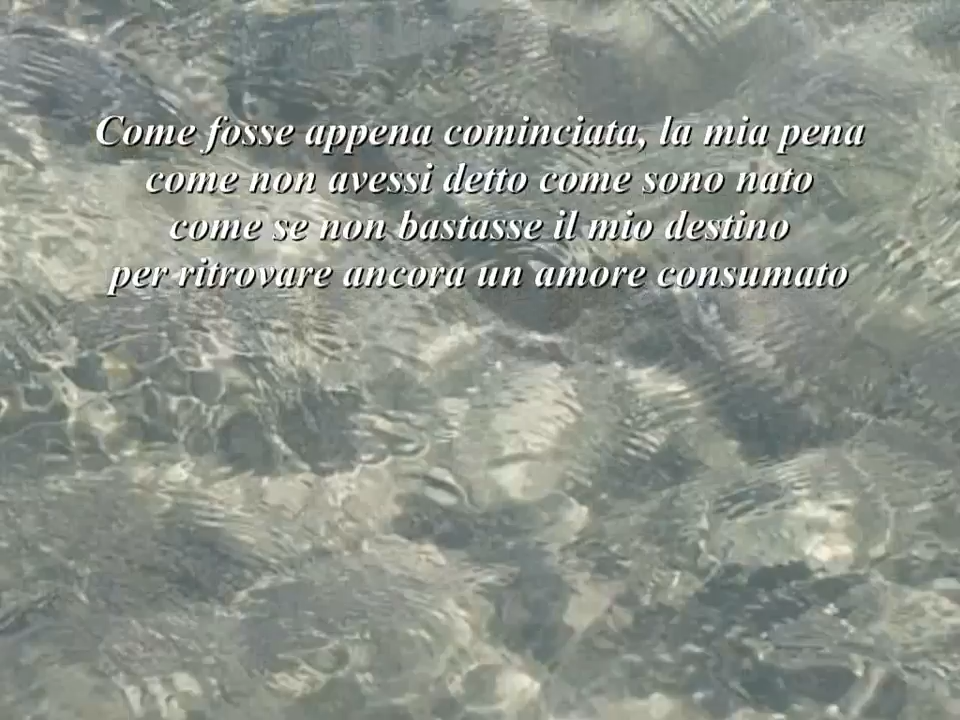 Come fosse appena cominciata, la mia pena
come non avessi detto come sono nato
come se non bastasse il mio destino
per ritrovare ancora un amore consumato